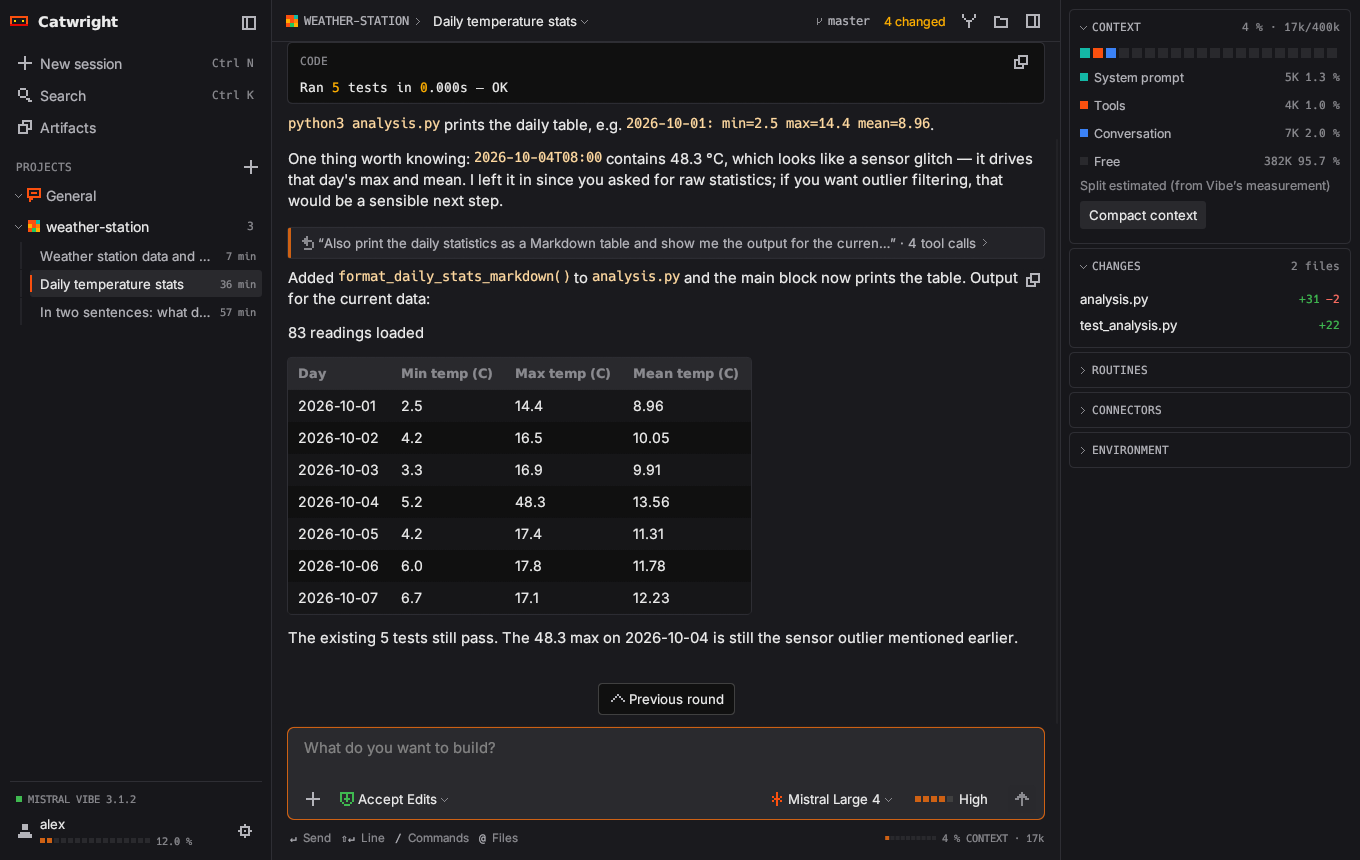 Catwright
New session Ctrl N
Search Ctrl K
Artifacts
PROJECTS
General
weather-station 3
Weather station data and ... 7 min
Daily temperature stats 36 min
In two sentences: what d... 57 min
MISTRAL VIBE 3.1.2
alex
12.0 %
WEATHER-STATION Daily temperature stats master 4 changed
CODE
Ran 5 tests in 0.000s — OK
python3 analysis.py prints the daily table, e.g. 2026-10-01: min=2.5 max=14.4 mean=8.96.
One thing worth knowing: 2026-10-04T08:00 contains 48.3 °C, which looks like a sensor glitch — it drives
that day's max and mean. I left it in since you asked for raw statistics; if you want outlier filtering, that
would be a sensible next step.
“Also print the daily statistics as a Markdown table and show me the output for the curren...” · 4 tool calls
Added format_daily_stats_markdown() to analysis.py and the main block now prints the table. Output
for the current data:
83 readings loaded
Day Min temp (C) Max temp (C) Mean temp (C)
2026-10-01 2.5 14.4 8.96
2026-10-02 4.2 16.5 10.05
2026-10-03 3.3 16.9 9.91
2026-10-04 5.2 48.3 13.56
2026-10-05 4.2 17.4 11.31
2026-10-06 6.0 17.8 11.78
2026-10-07 6.7 17.1 12.23
The existing 5 tests still pass. The 48.3 max on 2026-10-04 is still the sensor outlier mentioned earlier.
Previous round
What do you want to build?
Accept Edits Mistral Large 4 High
↵ Send ⇧↵ Line / Commands @ Files 4 % CONTEXT · 17k
CONTEXT 4 % · 17k/400k
System prompt 5K 1.3 %
Tools 4K 1.0 %
Conversation 7K 2.0 %
Free 382K 95.7 %
Split estimated (from Vibe's measurement)
Compact context
CHANGES 2 files
analysis.py +31 −2
test_analysis.py +22
ROUTINES
CONNECTORS
ENVIRONMENT